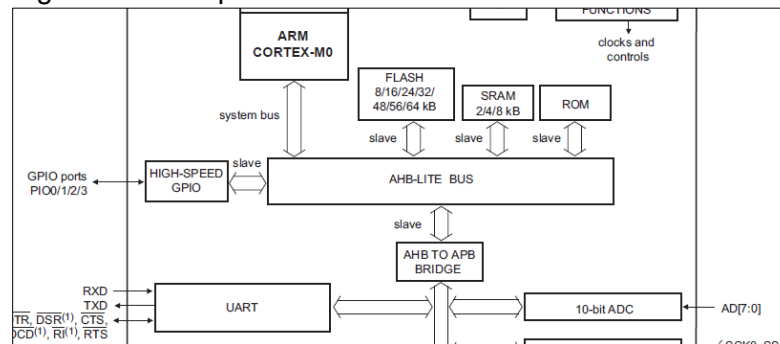 FUNCTIONS
ARM
CORTEX-M0
clocks and
controls
FLASH
8/16/24/32/
48/56/64 kB
SRAM
2/4/8 kB
ROM
system bus
slave
slave
slave
slave
GPIO ports
PIO0/1/2/3
HIGH-SPEED
GPIO
AHB-LITE BUS
slave
AHB TO APB
BRIDGE
RXD
TXD
DSR(1), CTS,
RI(1), RTS
UART
10-bit ADC
AD[7:0]